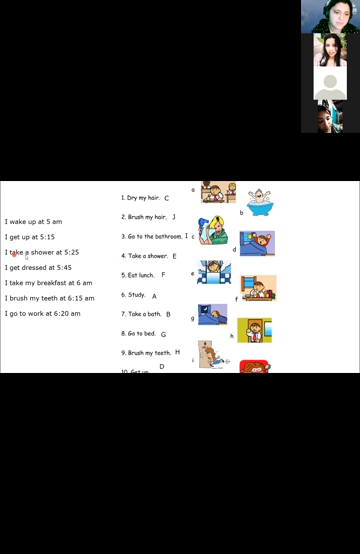 I wake up at 5 am
I get up at 5:15
I take a shower at 5:25
I get dressed at 5:45
I take my breakfast at 6 am
I brush my teeth at 6:15 am
I go to work at 6:20 am
1. Dry my hair. C
2. Brush my hair. J
3. Go to the bathroom. I
4. Take a shower. E
5. Eat lunch. F
6. Study. A
7. Take a bath. B
8. Go to bed. G
9. Brush my teeth. H
10. Get up. D
a
b
c
d
e
f
g
h
i